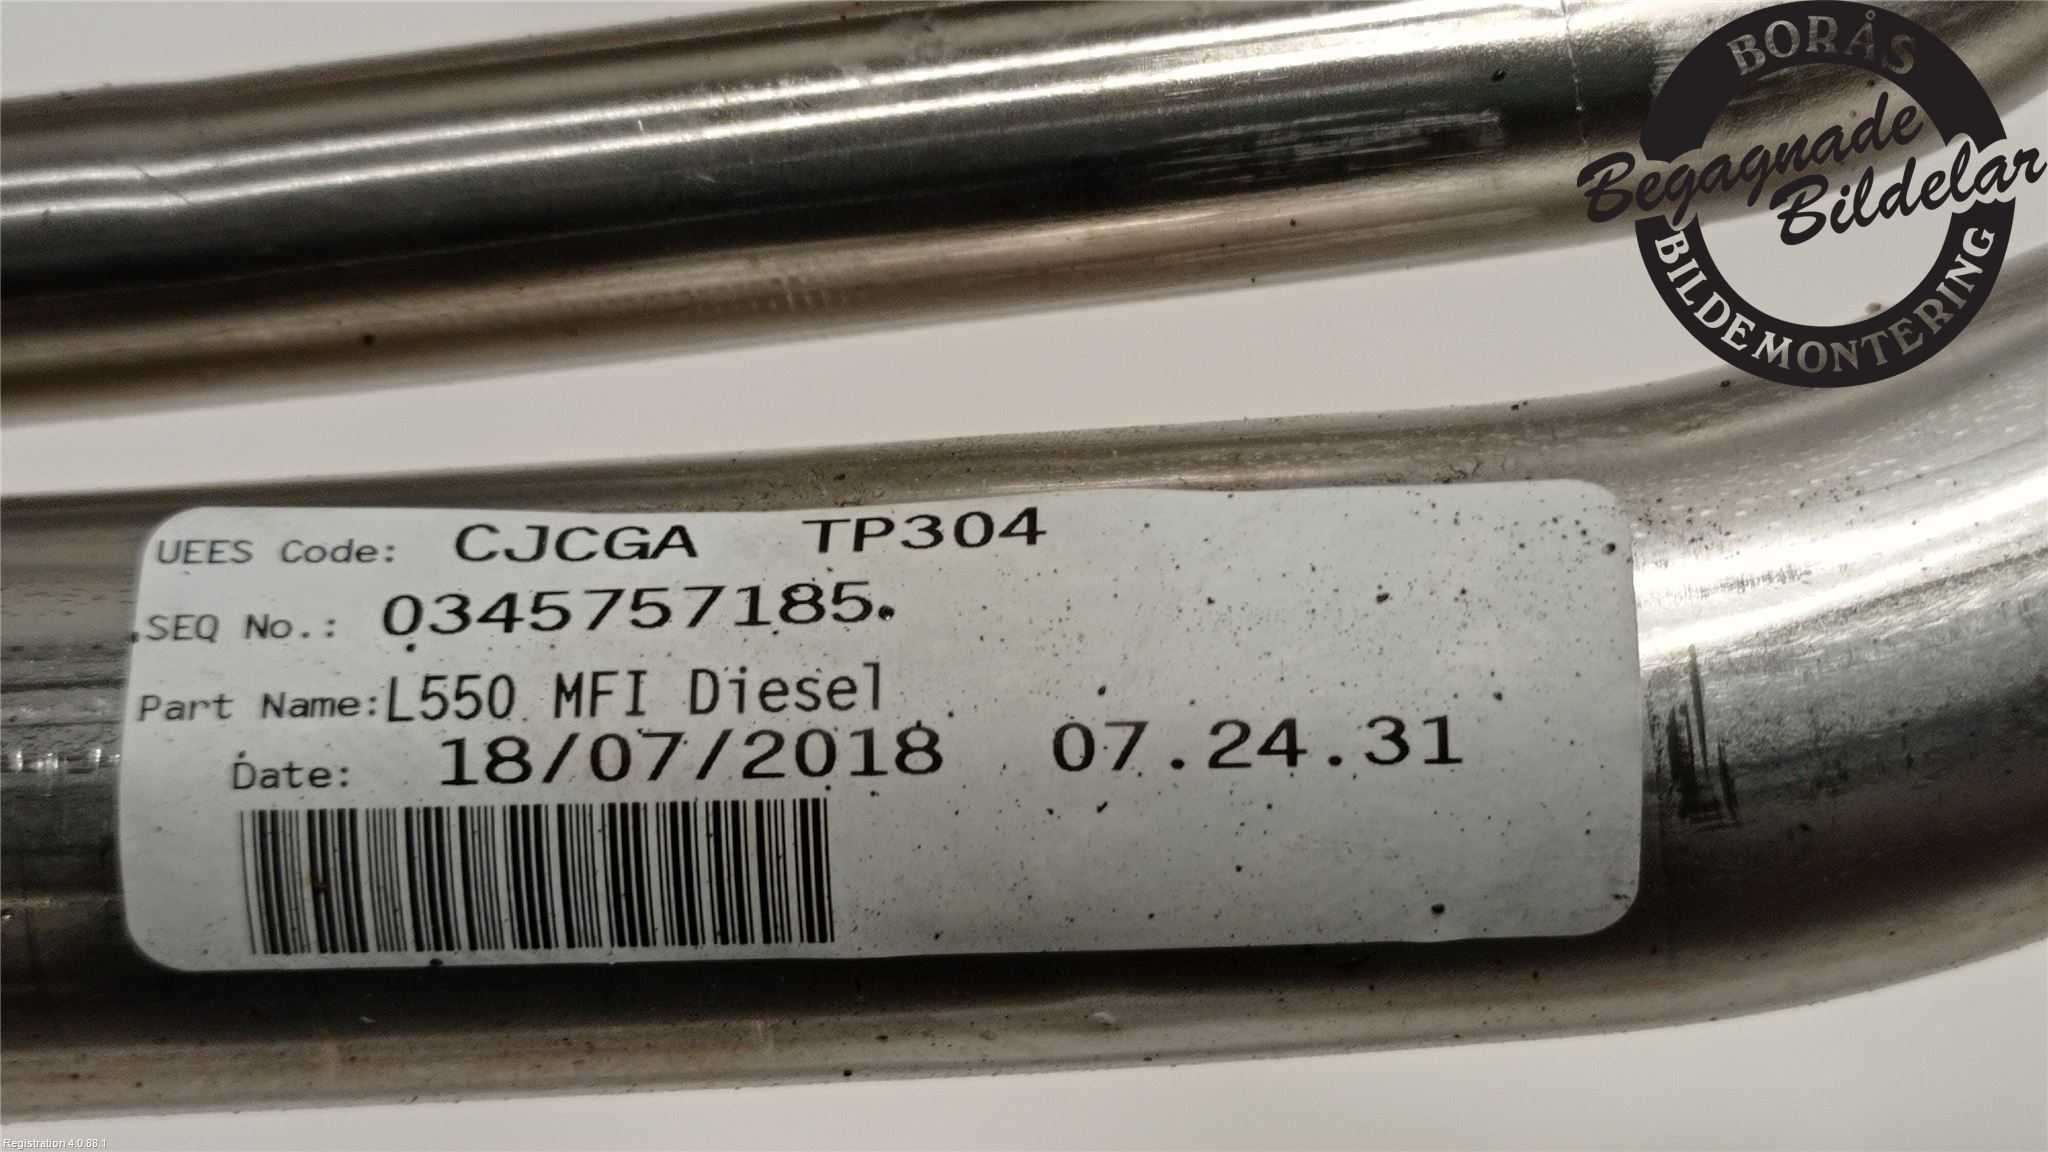 BORÅS
Begagnade
Bildelar
BILDEMONTERING
UEES Code: CJCGA TP304
SEQ No.: 0345757185
Part Name: L550 MFI Diesel
Date: 18/07/2018 07.24.31
Registration 4.0.88.1